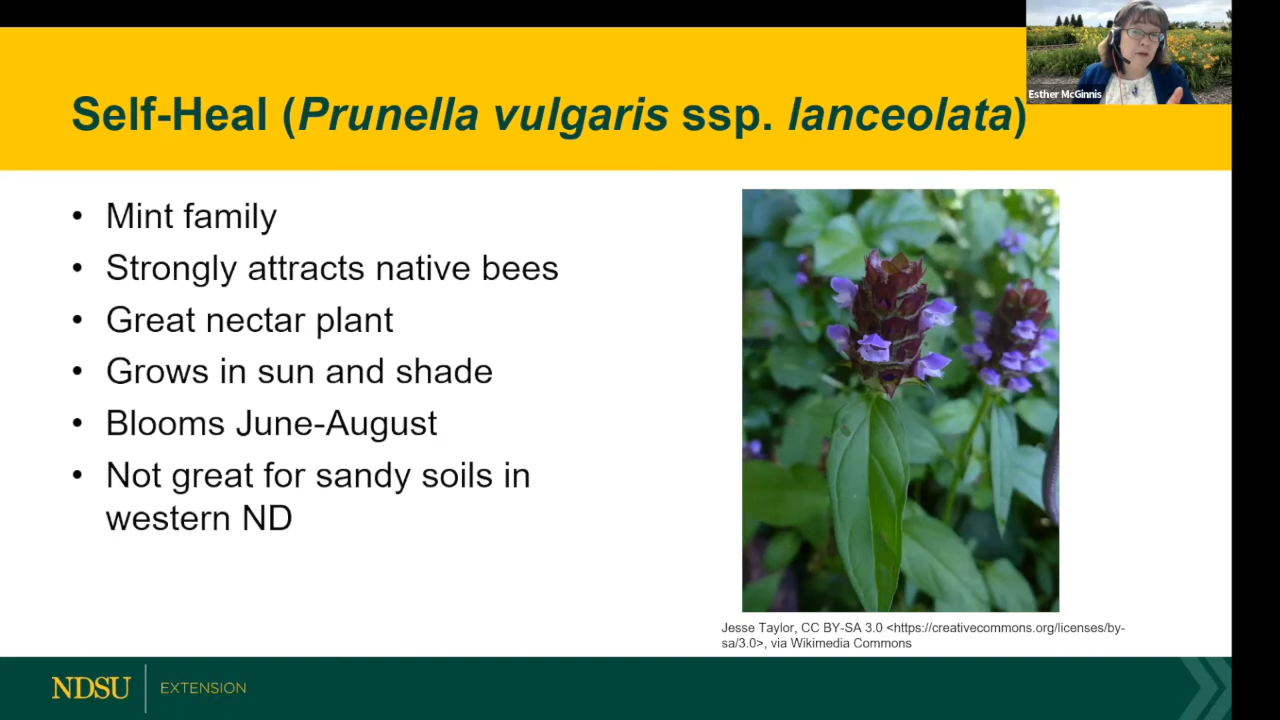 Esther McGinnis
Self-Heal (Prunella vulgaris ssp. lanceolata)
• Mint family
• Strongly attracts native bees
• Great nectar plant
• Grows in sun and shade
• Blooms June-August
• Not great for sandy soils in
western ND
Jesse Taylor, CC BY-SA 3.0 <https://creativecommons.org/licenses/by-
sa/3.0>, via Wikimedia Commons
NDSU EXTENSION